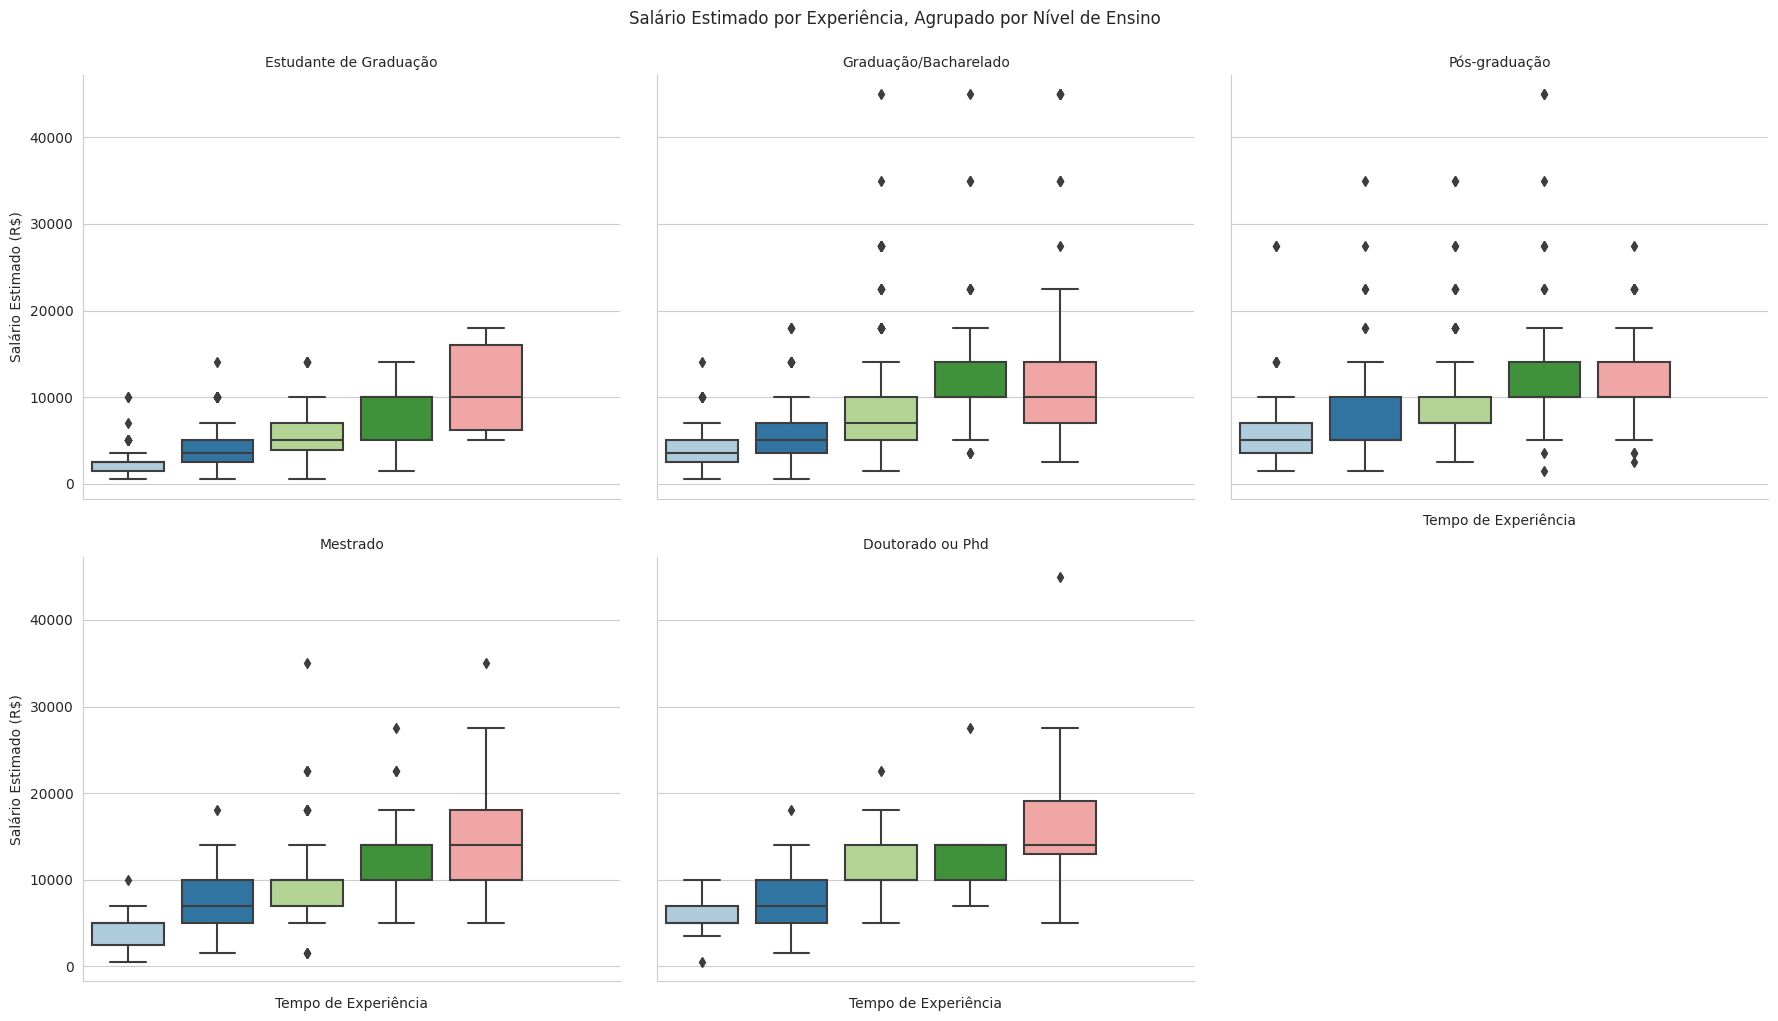 Salário Estimado por Experiência, Agrupado por Nível de Ensino
Estudante de Graduação
Graduação/Bacharelado
Pós-graduação
40000
30000
20000
10000
0
Salário Estimado (R$)
Tempo de Experiência
Mestrado
Doutorado ou Phd
40000
30000
20000
10000
0
Salário Estimado (R$)
Tempo de Experiência
Tempo de Experiência